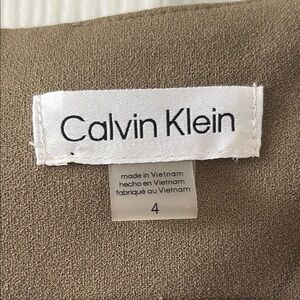 Calvin Klein
made in Vietnam
hecho en Vietnam
fabriqué au Vietnam
4